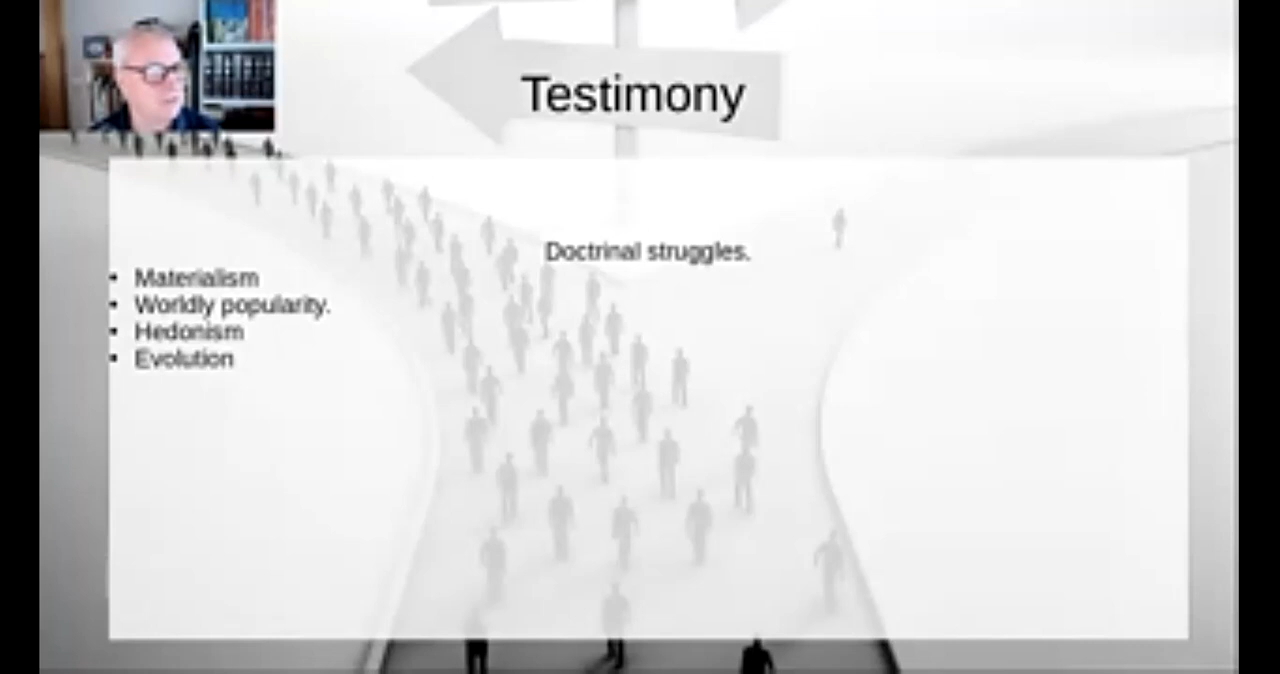 Testimony
Doctrinal struggles.
• Materialism
• Worldly popularity.
• Hedonism
• Evolution